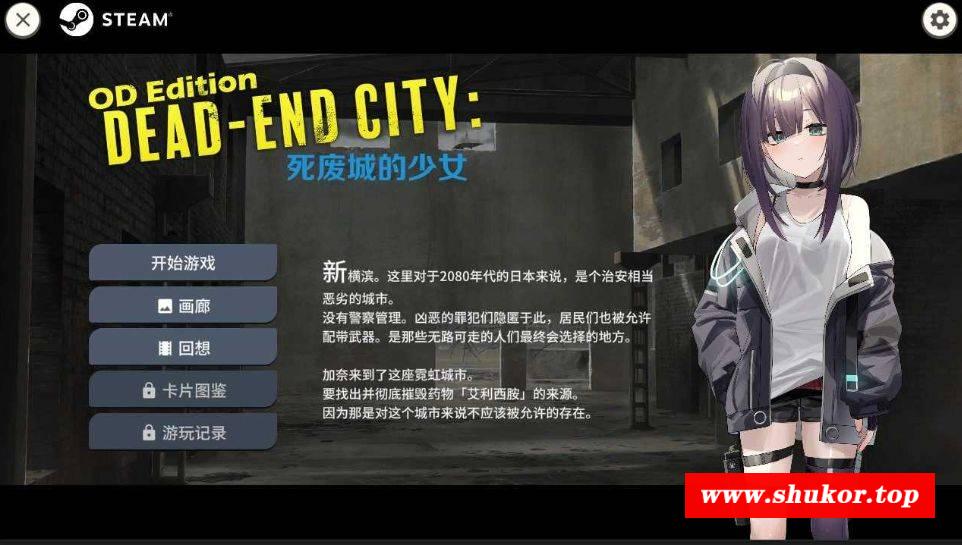 STEAM
OD Edition
DEAD-END CITY:
死废城的少女
开始游戏
画廊
回想
卡片图鉴
游玩记录
新横滨。这里对于2080年代的日本来说，是个治安相当
恶劣的城市。
没有警察管理。凶恶的罪犯们隐匿于此，居民们也被允许
配带武器。是那些无路可走的人们最终会选择的地方。
加奈来到了这座霓虹城市。
要找出并彻底摧毁药物「艾利西胺」的来源。
因为那是对这个城市来说不应该被允许的存在。
www.shukor.top